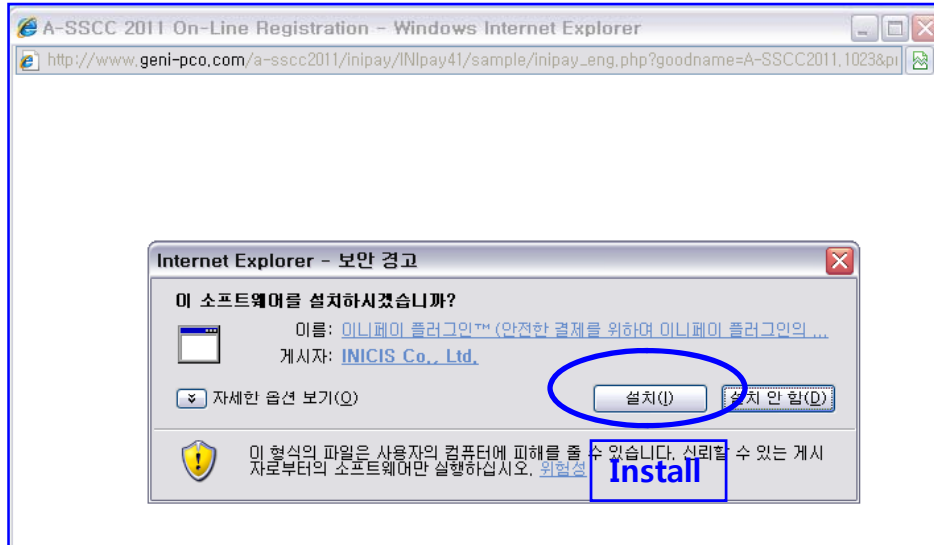 A-SSCC 2011 On-Line Registration - Windows Internet Explorer
http://www.geni-pco.com/a-sscc2011/inipay/INIpay41/sample/inipay_eng.php?goodname=A-SSCC2011,1023&pr
Internet Explorer - 보안 경고
이 소프트웨어를 설치하시겠습니까?
이름: 이니페이 플러그인™ (안전한 결제를 위하여 이니페이 플러그인의 ...
게시자: INICIS Co., Ltd.
자세한 옵션 보기(O)
설치(I)
설치 안 함(D)
이 형식의 파일은 사용자의 컴퓨터에 피해를 줄 수 있습니다. 신뢰할 수 있는 게시
자로부터의 소프트웨어만 실행하십시오. 위험성
Install